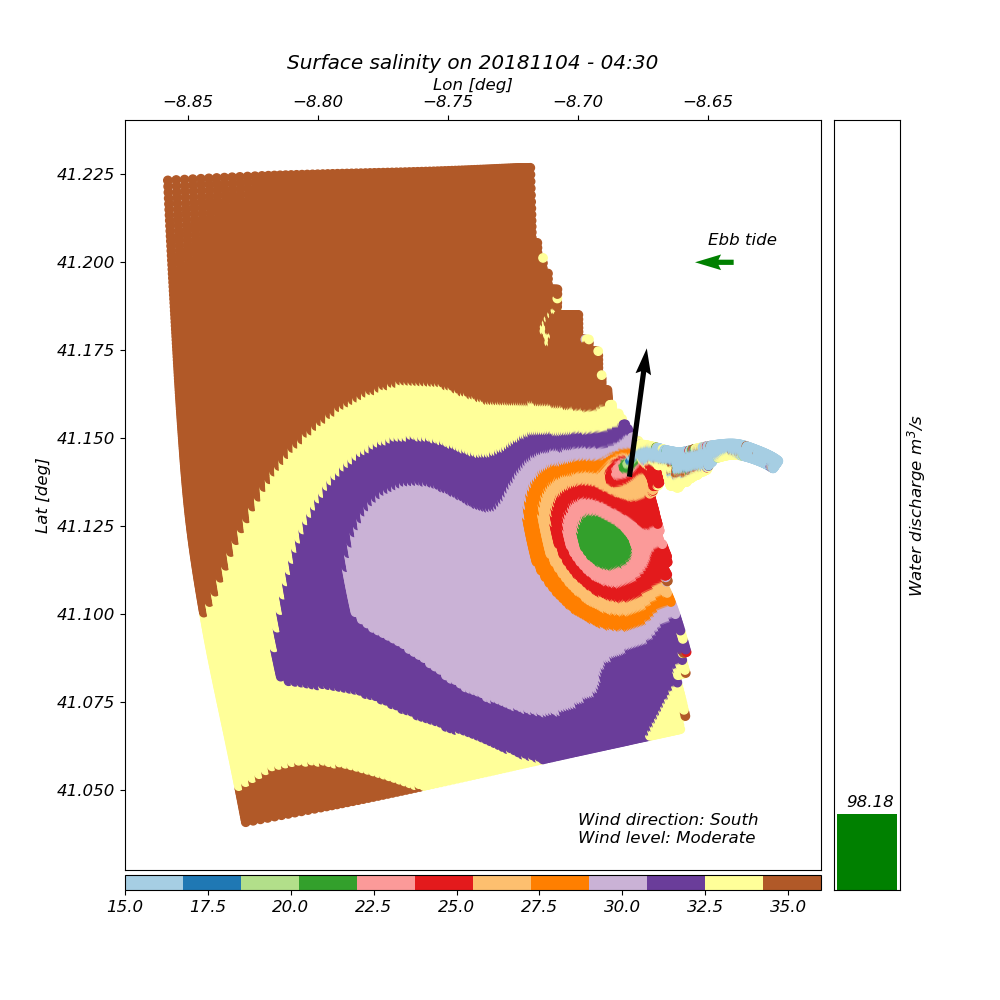 Surface salinity on 20181104 - 04:30
Lon [deg]
−8.85 −8.80 −8.75 −8.70 −8.65
41.225
41.200
41.175
41.150
41.125
41.100
41.075
41.050
Lat [deg]
Ebb tide
Wind direction: South
Wind level: Moderate
98.18
Water discharge m³/s
15.0 17.5 20.0 22.5 25.0 27.5 30.0 32.5 35.0